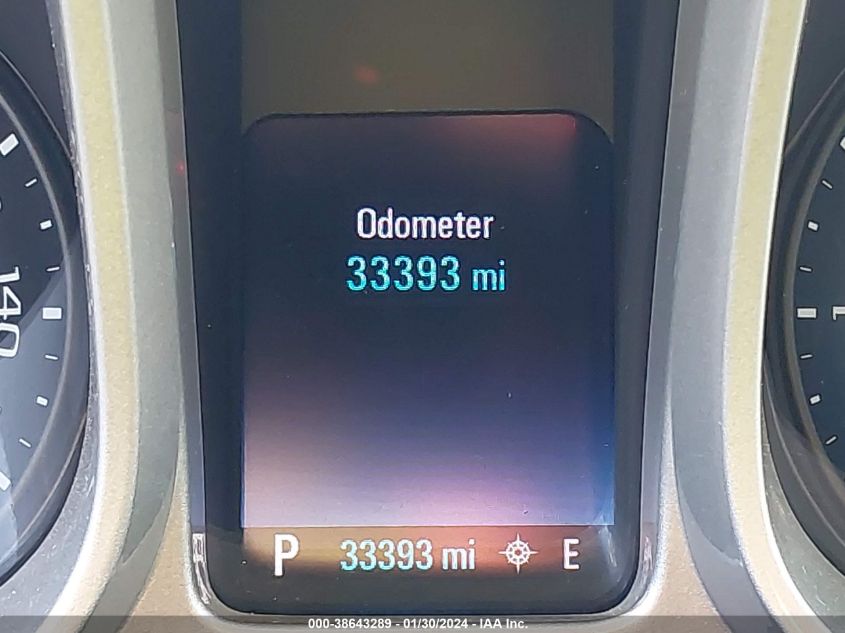 Odometer
33393 mi
140
P 33393 mi E
000-38643289 - 01/30/2024 - IAA Inc.